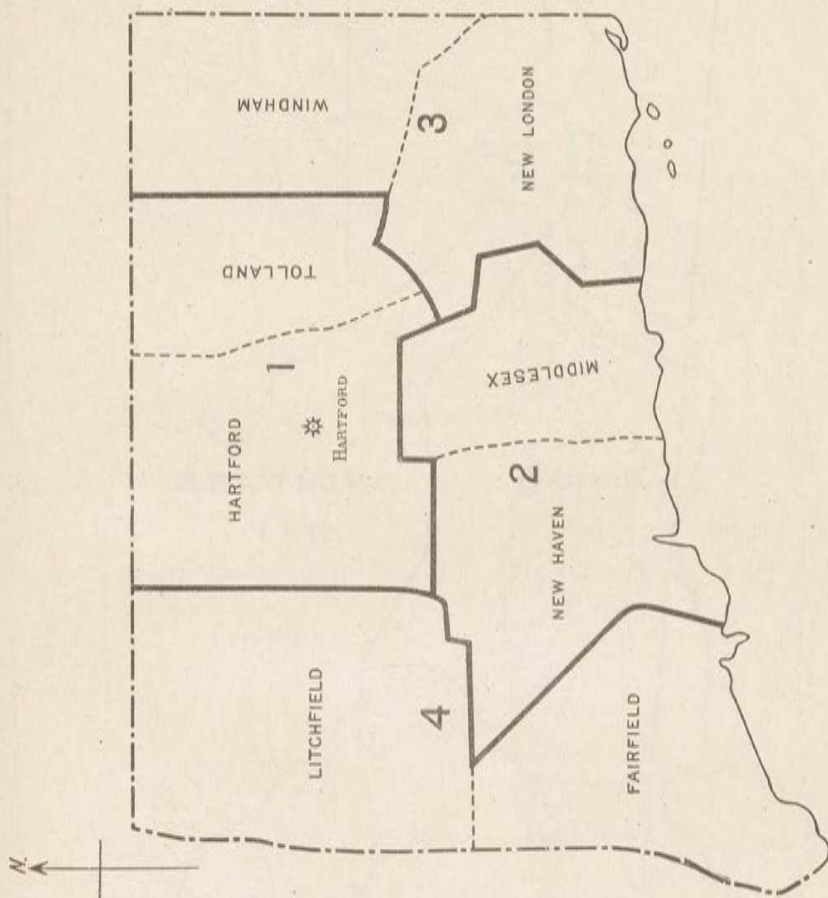 N.
LITCHFIELD
HARTFORD
TOLLAND
WINDHAM
1
HARTFORD
4
2
3
FAIRFIELD
NEW HAVEN
MIDDLESEX
NEW LONDON